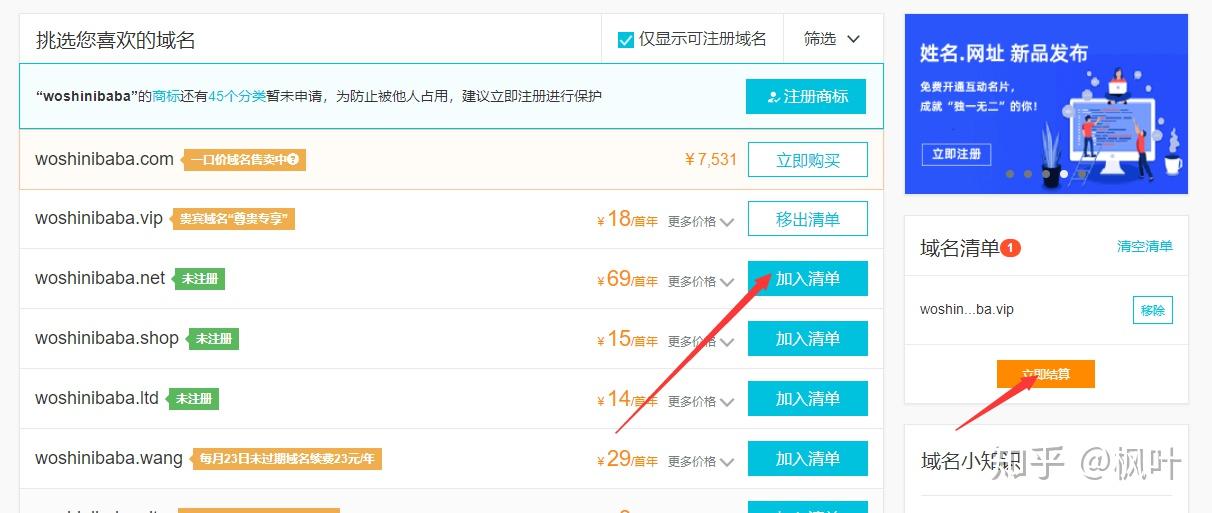 挑选您喜欢的域名
仅显示可注册域名
筛选
“woshinibaba”的商标还有45个分类暂未申请，为防止被他人占用，建议立即注册进行保护
注册商标
woshinibaba.com 一口价域名售卖中?
¥7,531 立即购买
woshinibaba.vip 贵宾域名“尊贵专享”
¥18/首年 更多价格 移出清单
woshinibaba.net 未注册
¥69/首年 更多价格 加入清单
woshinibaba.shop 未注册
¥15/首年 更多价格 加入清单
woshinibaba.ltd 未注册
¥14/首年 更多价格 加入清单
woshinibaba.wang 每月23日未过期域名续费23元/年
¥29/首年 更多价格 加入清单
姓名.网址 新品发布
免费开通互动名片，
成就“独一无二”的你！
立即注册
域名清单1
清空全部
woshin...ba.vip 移除
立即结算
域名小知识
知乎 @枫叶